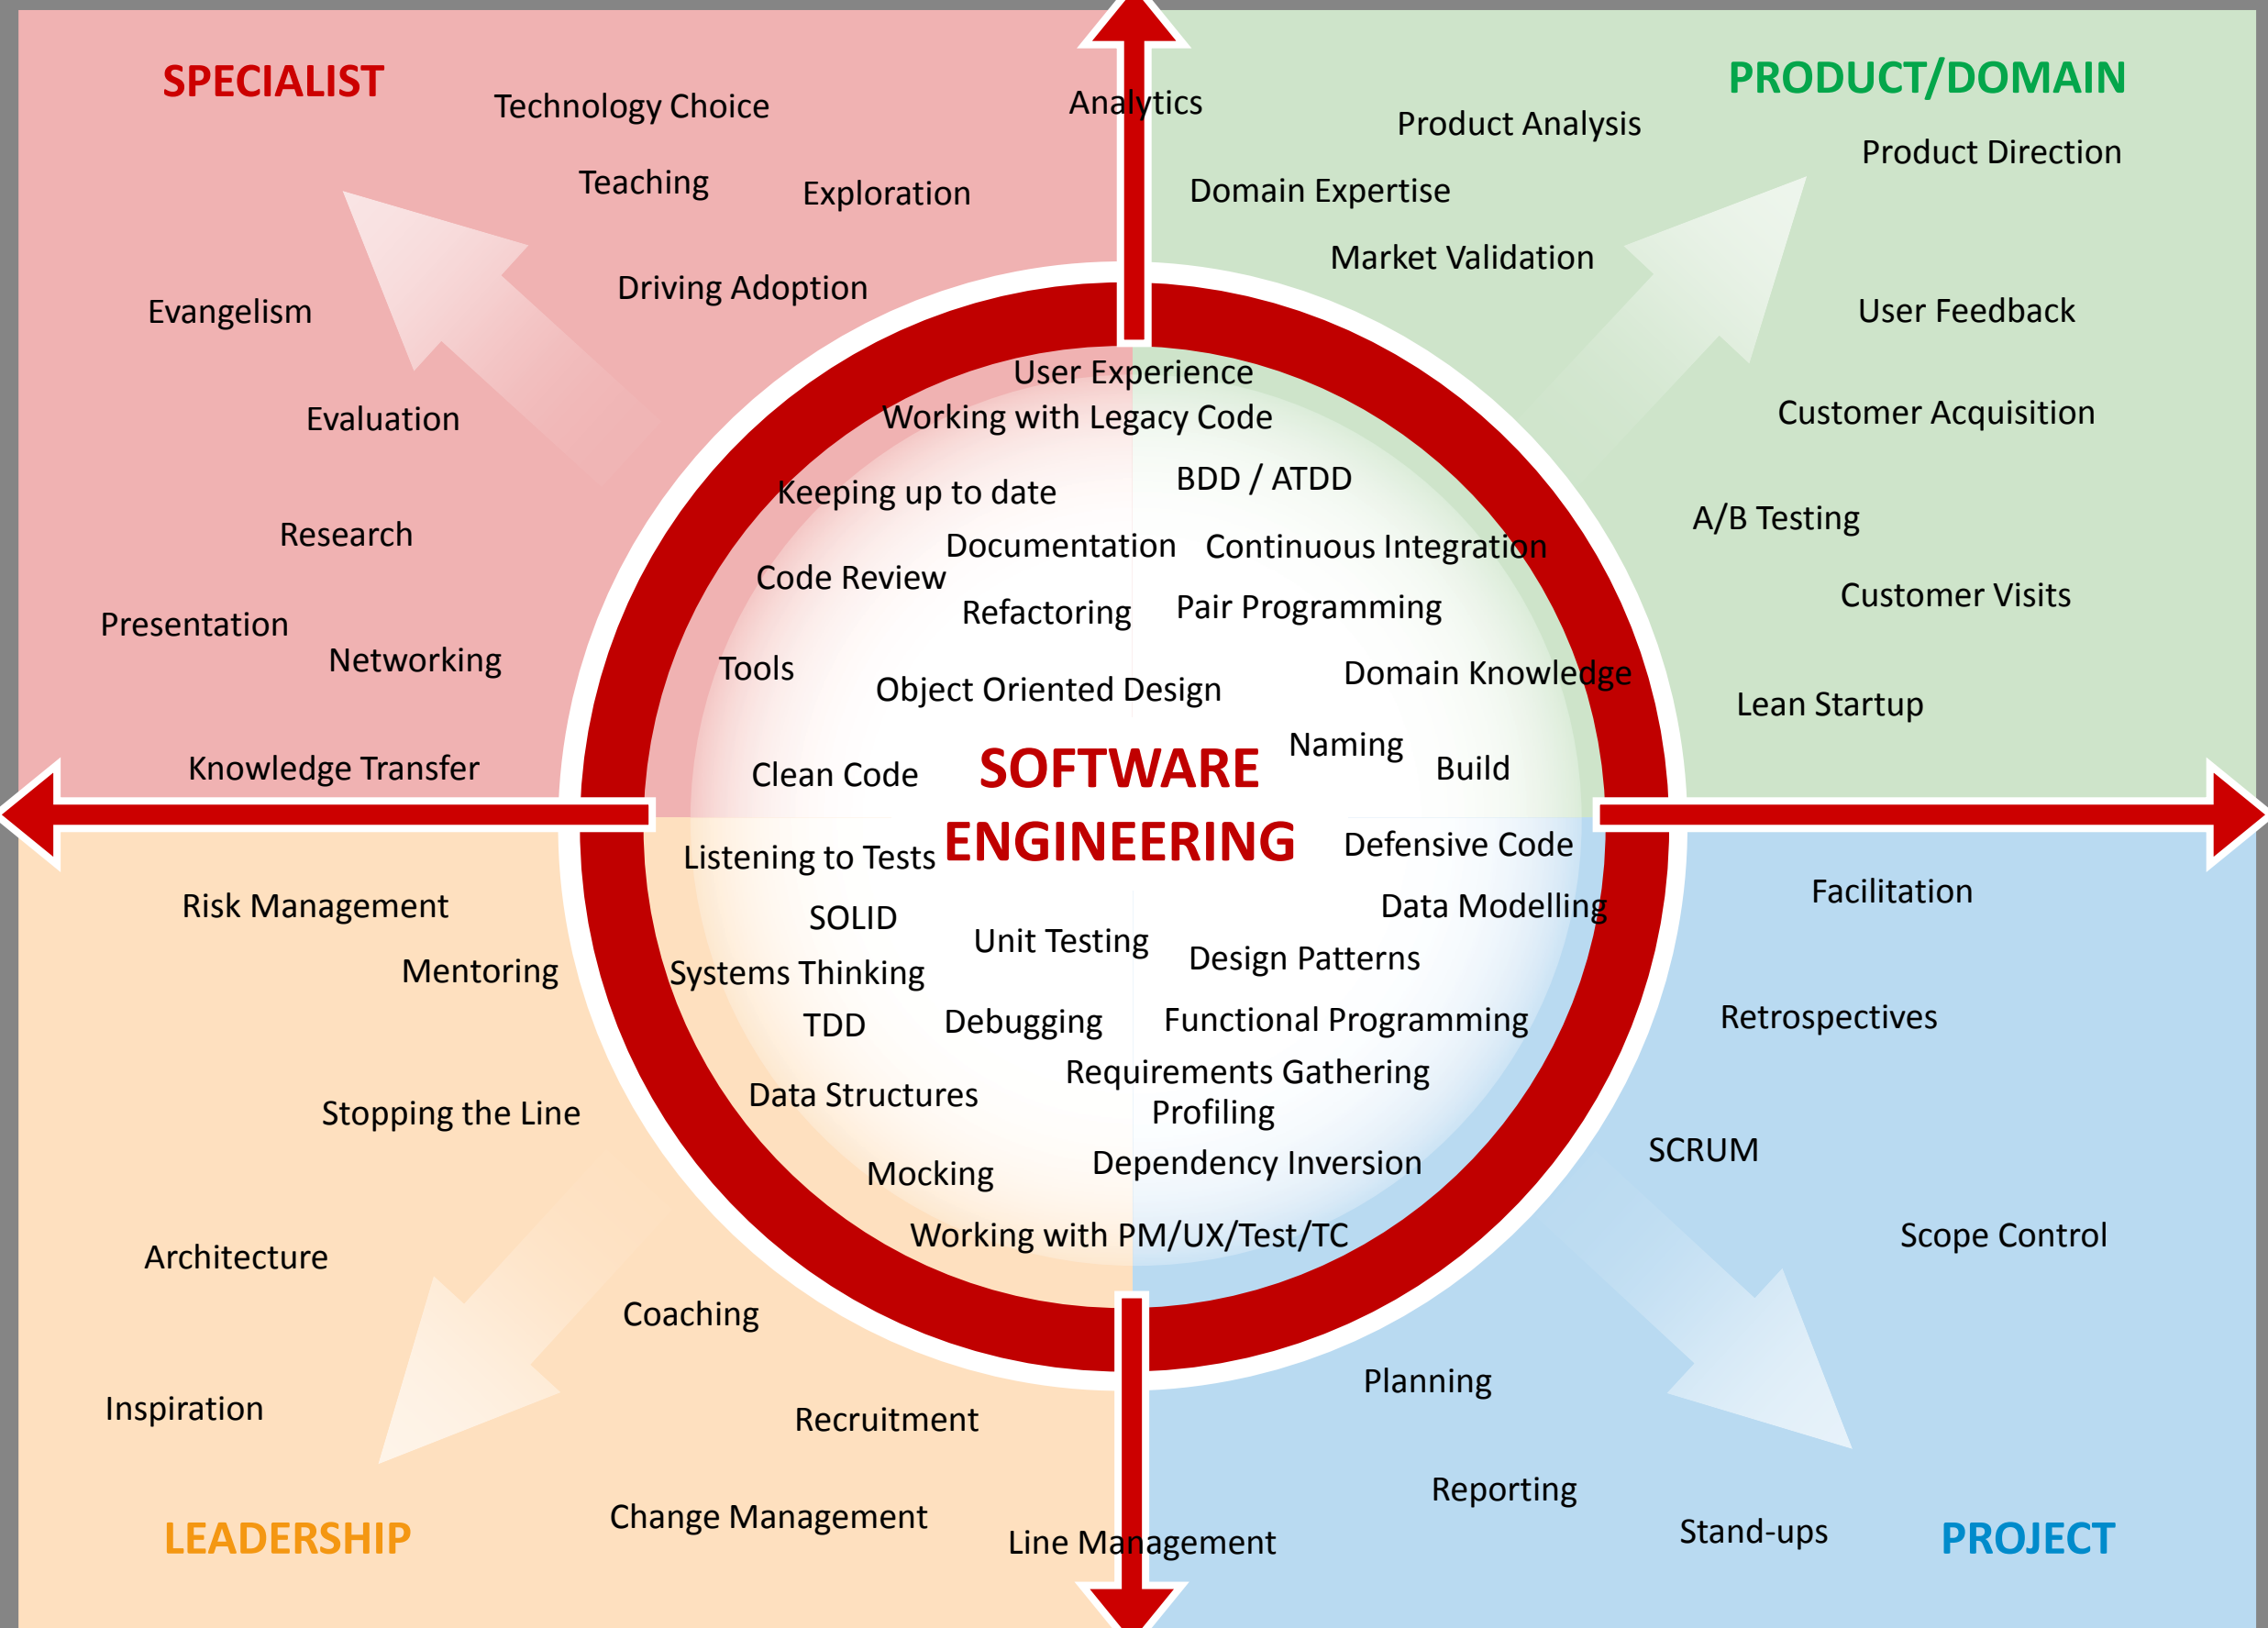 SPECIALIST
Technology Choice
Teaching
Exploration
Driving Adoption
Evangelism
Evaluation
Research
Presentation
Networking
Knowledge Transfer
Analytics
PRODUCT/DOMAIN
Product Analysis
Product Direction
Domain Expertise
Market Validation
User Feedback
Customer Acquisition
A/B Testing
Customer Visits
Lean Startup
User Experience
Working with Legacy Code
Keeping up to date
BDD / ATDD
Documentation
Continuous Integration
Code Review
Refactoring
Pair Programming
Tools
Object Oriented Design
Domain Knowledge
Naming
Build
Clean Code
SOFTWARE
ENGINEERING
Listening to Tests
Defensive Code
SOLID
Data Modelling
Unit Testing
Design Patterns
Systems Thinking
TDD
Debugging
Functional Programming
Requirements Gathering
Data Structures
Profiling
Mocking
Dependency Inversion
Working with PM/UX/Test/TC
Risk Management
Mentoring
Stopping the Line
Architecture
Coaching
Inspiration
Recruitment
Change Management
LEADERSHIP
Line Management
Facilitation
Retrospectives
SCRUM
Scope Control
Planning
Reporting
Stand-ups
PROJECT